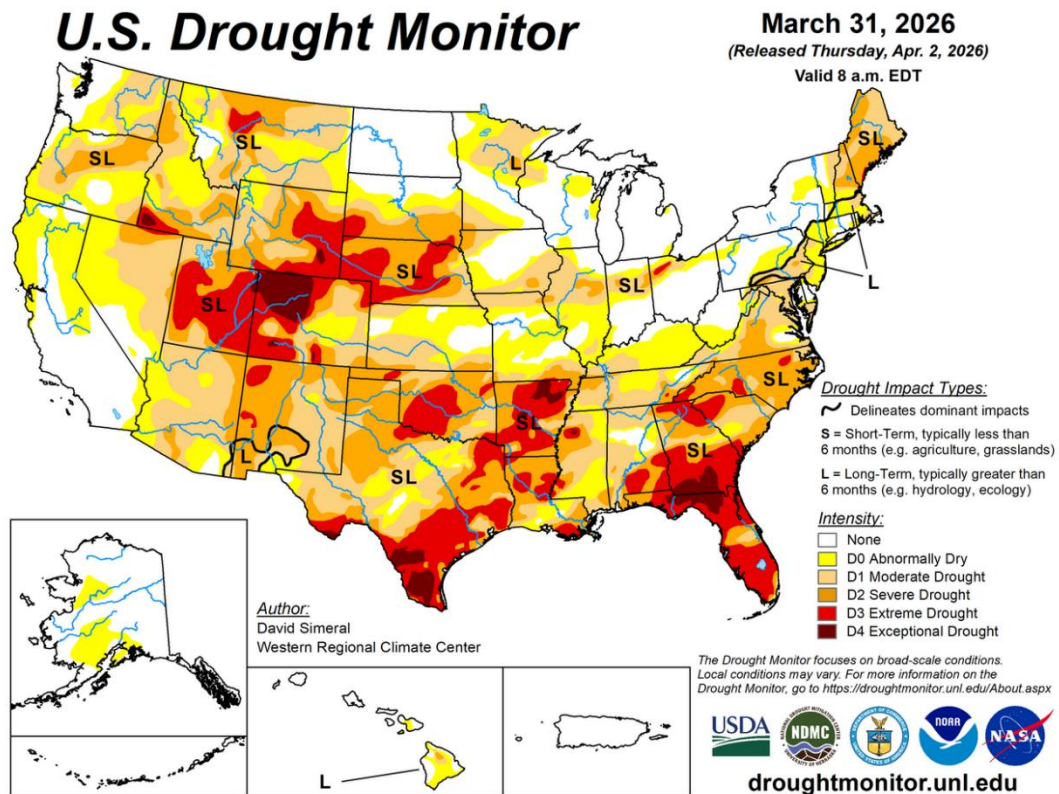 U.S. Drought Monitor
March 31, 2026
(Released Thursday, Apr. 2, 2026)
Valid 8 a.m. EDT
SL
SL
L
SL
SL
SL
SL
L
SL
SL
SL
SL
L
SL
Drought Impact Types:
Delineates dominant impacts
S = Short-Term, typically less than
6 months (e.g. agriculture, grasslands)
L = Long-Term, typically greater than
6 months (e.g. hydrology, ecology)
Intensity:
None
D0 Abnormally Dry
D1 Moderate Drought
D2 Severe Drought
D3 Extreme Drought
D4 Exceptional Drought
Author:
David Simeral
Western Regional Climate Center
L
The Drought Monitor focuses on broad-scale conditions.
Local conditions may vary. For more information on the
Drought Monitor, go to https://droughtmonitor.unl.edu/About.aspx
USDA
NDMC
NOAA
NASA
droughtmonitor.unl.edu